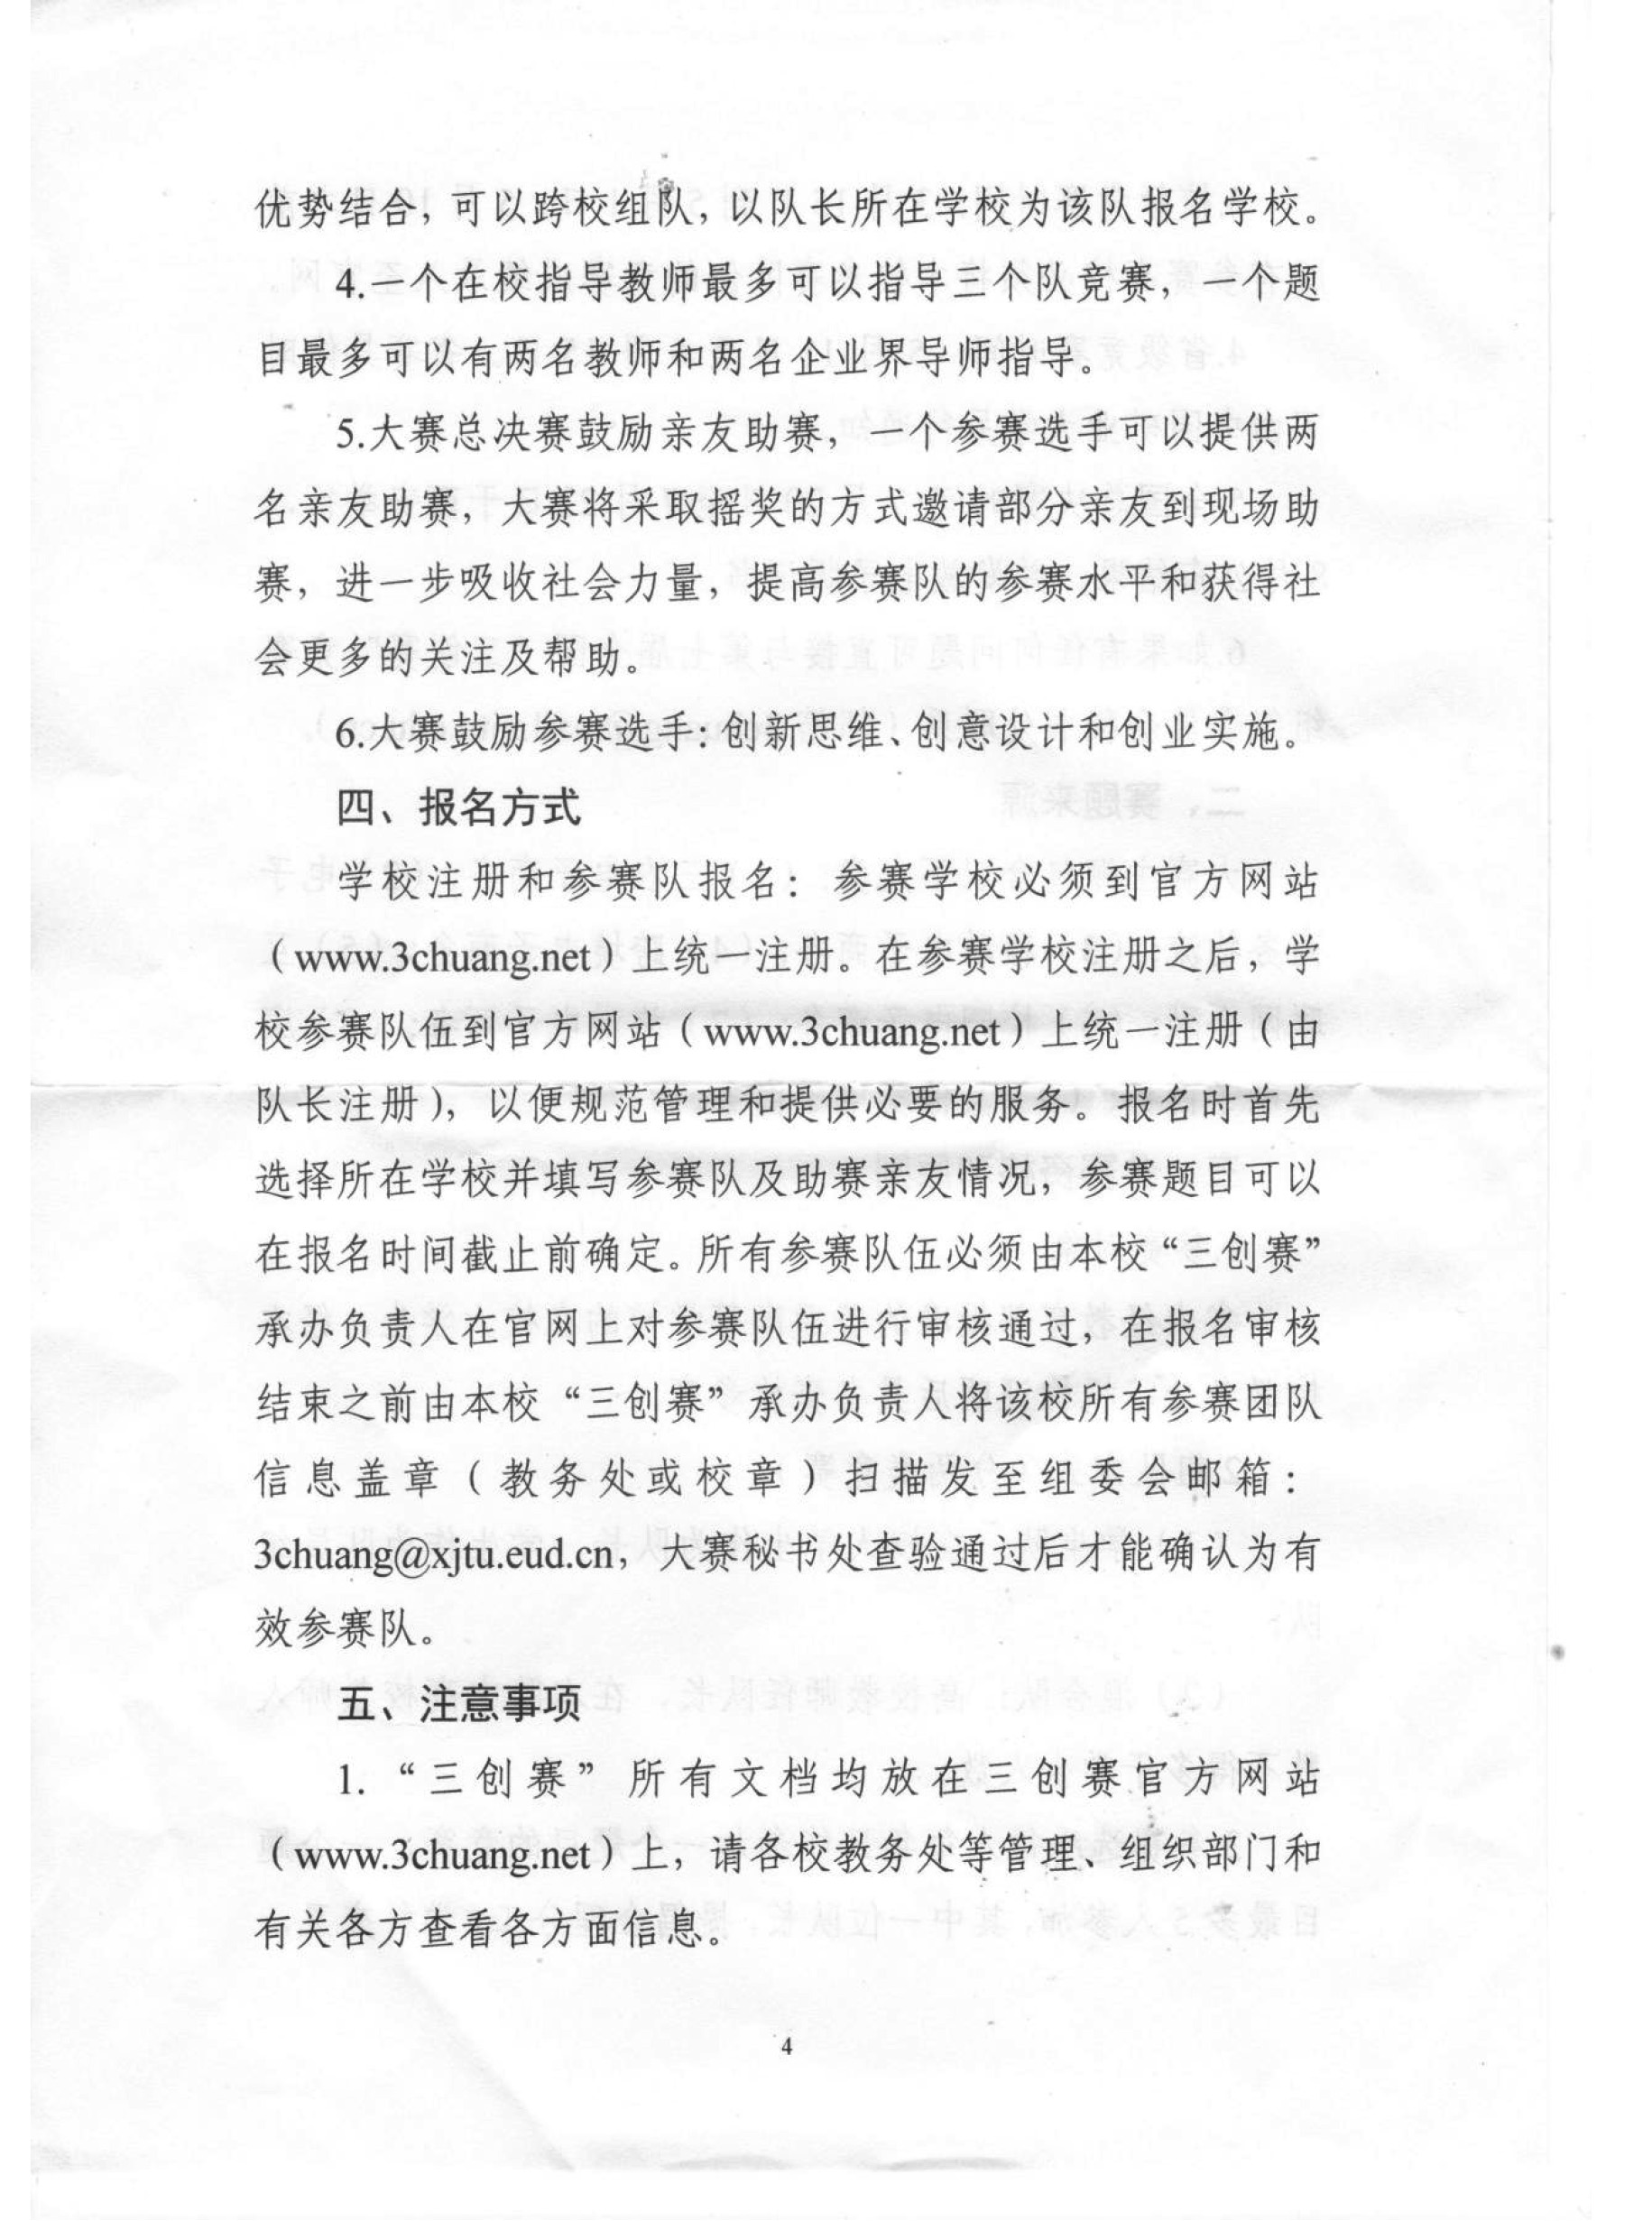 优势结合，可以跨校组队，以队长所在学校为该队报名学校。
4.一个在校指导教师最多可以指导三个队竞赛，一个题
目最多可以有两名教师和两名企业界导师指导。
5.大赛总决赛鼓励亲友助赛，一个参赛选手可以提供两
名亲友助赛，大赛将采取摇奖的方式邀请部分亲友到现场助
赛，进一步吸收社会力量，提高参赛队的参赛水平和获得社
会更多的关注及帮助。
6.大赛鼓励参赛选手：创新思维、创意设计和创业实施。
四、报名方式
学校注册和参赛队报名：参赛学校必须到官方网站
（www.3chuang.net）上统一注册。在参赛学校注册之后，学
校参赛队伍到官方网站（www.3chuang.net）上统一注册（由
队长注册），以便规范管理和提供必要的服务。报名时首先
选择所在学校并填写参赛队及助赛亲友情况，参赛题目可以
在报名时间截止前确定。所有参赛队伍必须由本校“三创赛”
承办负责人在官网上对参赛队伍进行审核通过，在报名审核
结束之前由本校“三创赛”承办负责人将该校所有参赛团队
信息盖章（教务处或校章）扫描发至组委会邮箱：
3chuang@xjtu.eud.cn，大赛秘书处查验通过后才能确认为有
效参赛队。
五、注意事项
1.“三创赛”所有文档均放在三创赛官方网站
（www.3chuang.net）上，请各校教务处等管理、组织部门和
有关各方查看各方面信息。
4